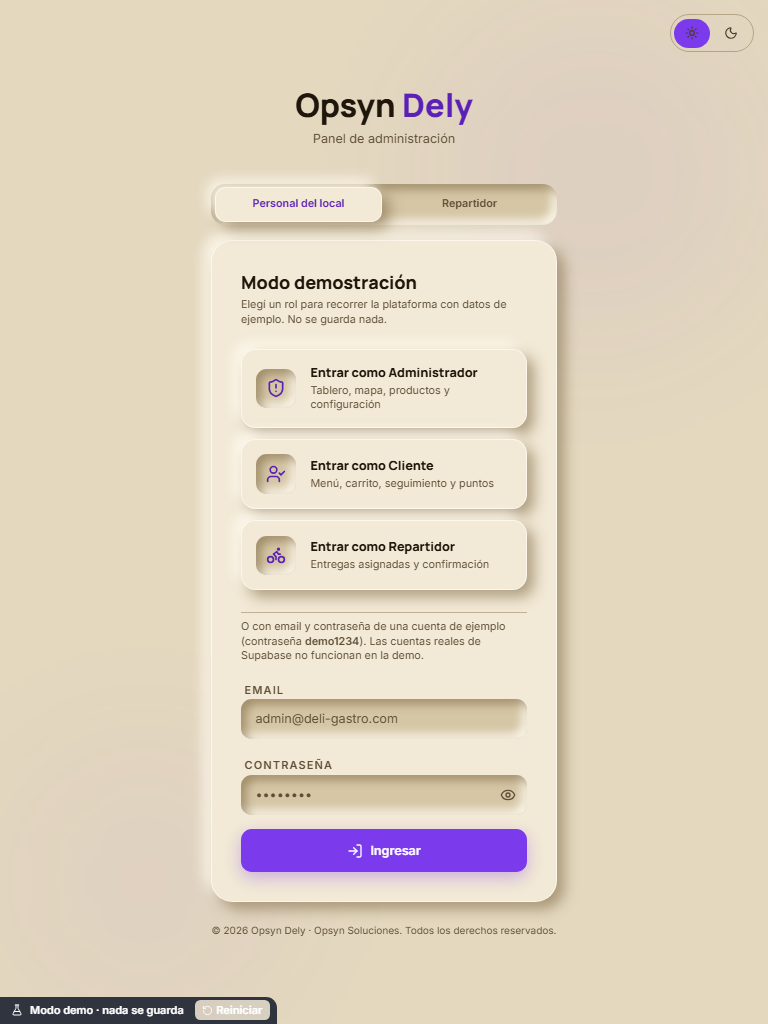 Opsyn Dely
Panel de administración
Personal del local
Repartidor
Modo demostración
Elegí un rol para recorrer la plataforma con datos de
ejemplo. No se guarda nada.
Entrar como Administrador
Tablero, mapa, productos y
configuración
Entrar como Cliente
Menú, carrito, seguimiento y puntos
Entrar como Repartidor
Entregas asignadas y confirmación
O con email y contraseña de una cuenta de ejemplo
(contraseña demo1234). Las cuentas reales de
Supabase no funcionan en la demo.
EMAIL
admin@deli-gastro.com
CONTRASEÑA
••••••••
Ingresar
© 2026 Opsyn Dely · Opsyn Soluciones. Todos los derechos reservados.
Modo demo · nada se guarda
Reiniciar